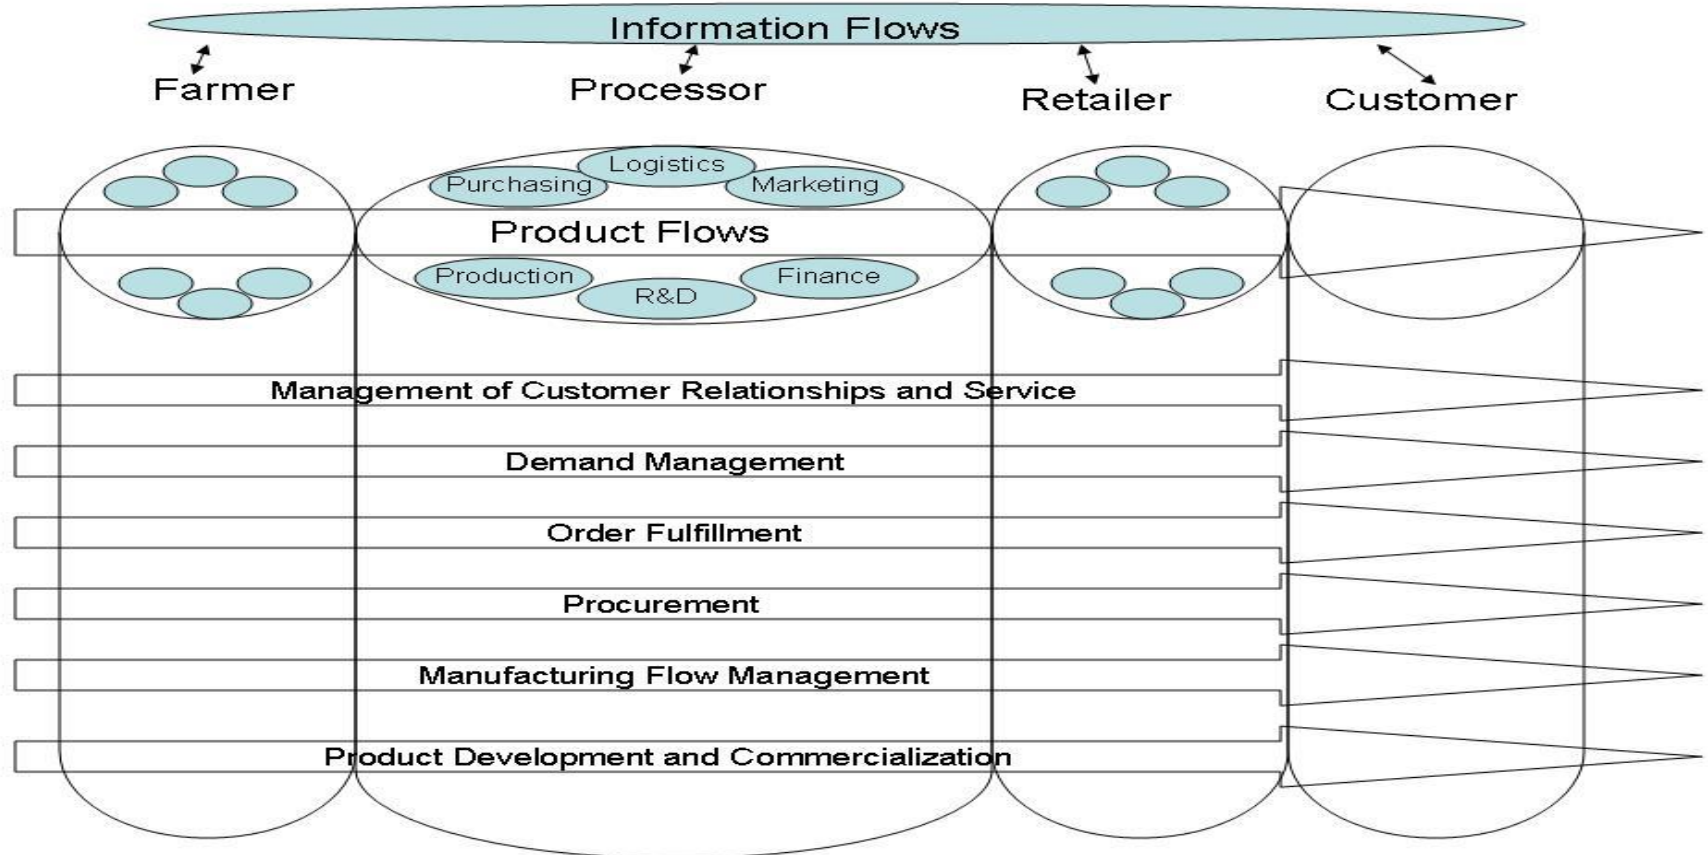 Information Flows
Farmer
Processor
Retailer
Customer
Logistics
Purchasing
Marketing
Product Flows
Production
Finance
R&D
Management of Customer Relationships and Service
Demand Management
Order Fulfillment
Procurement
Manufacturing Flow Management
Product Development and Commercialization